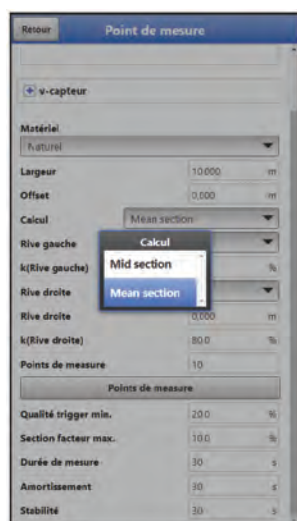 Retour Point de mesure
v-capteur
Matériel
Naturel
Largeur 10.000 m
Offset 0,000 m
Calcul Mean section
Rive gauche
Calcul
k(Rive gauche) %
Mid section
Rive droite
Mean section
Rive droite 0,000 m
k(Rive droite) 80.0 %
Points de mesure 10
Points de mesure
Qualité trigger min. 20.0 %
Section facteur max. 10.0 %
Durée de mesure 30 s
Amortissement 30 s
Stabilité 30 s